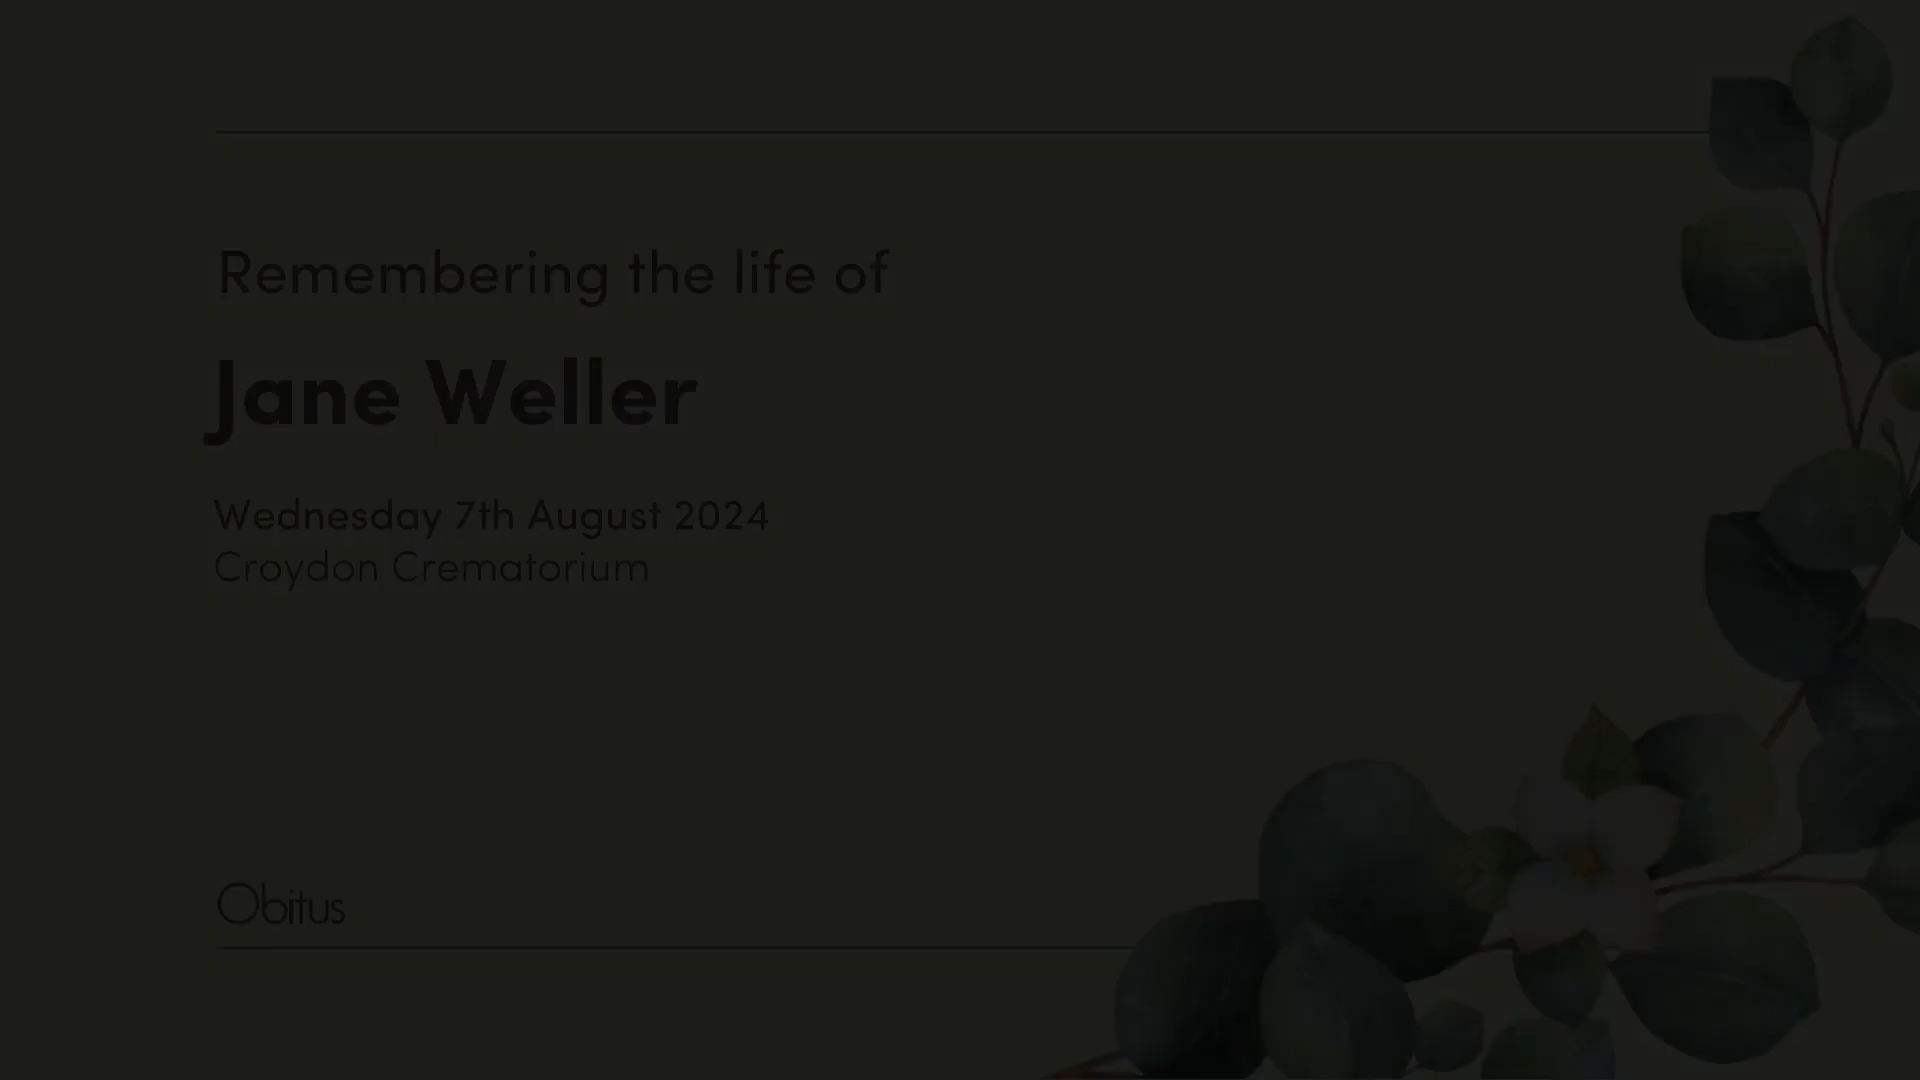 Remembering the life of
Jane Weller
Wednesday 7th August 2024
Croydon Crematorium
Obitus